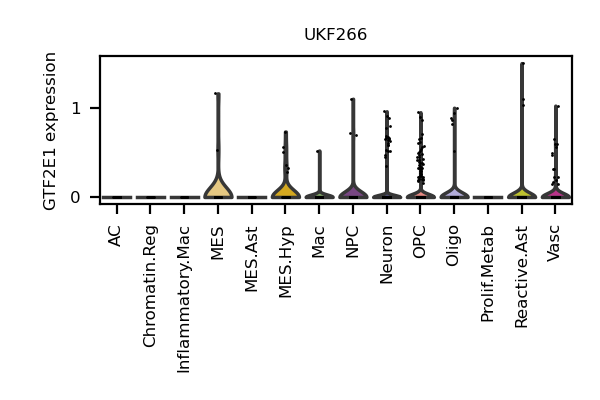 UKF266
GTF2E1 expression
1
0
AC
Chromatin.Reg
Inflammatory.Mac
MES
MES.Ast
MES.Hyp
Mac
NPC
Neuron
OPC
Oligo
Prolif.Metab
Reactive.Ast
Vasc